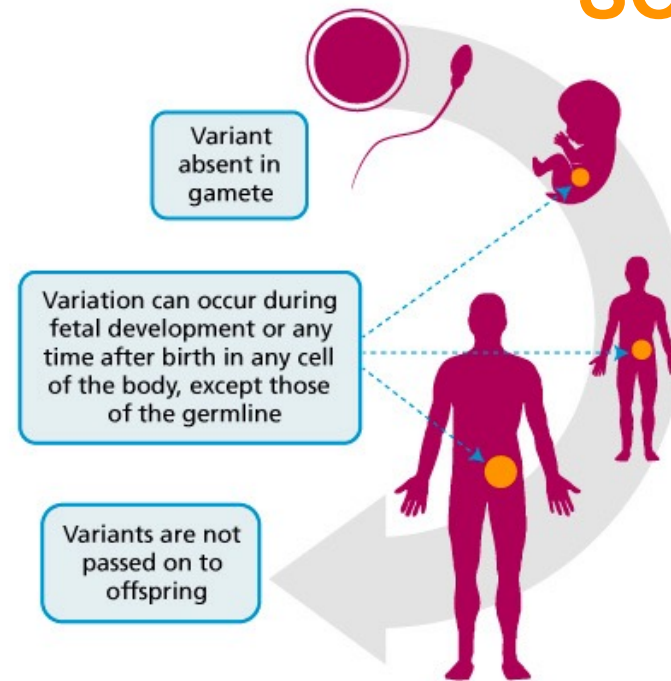 Variant
absent in
gamete
Variation can occur during
fetal development or any
time after birth in any cell
of the body, except those
of the germline
Variants are not
passed on to
offspring